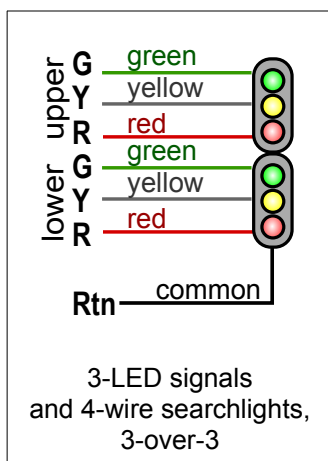 upper
G green
Y yellow
R red
lower
G green
Y yellow
R red
Rtn common
3-LED signals
and 4-wire searchlights,
3-over-3